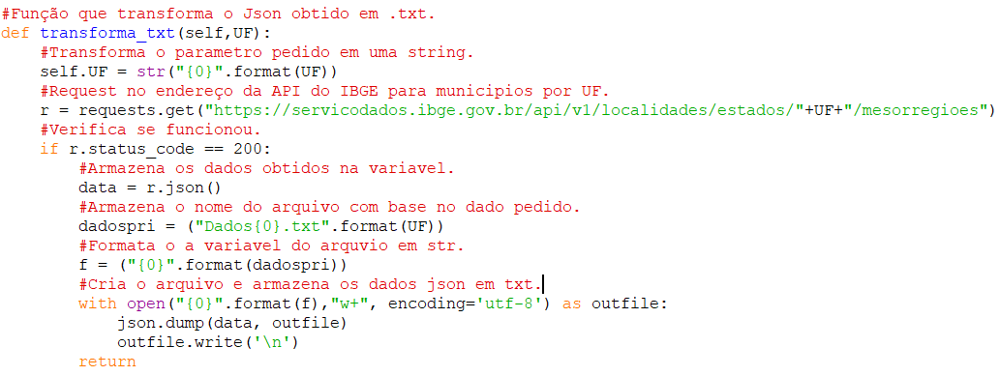 #Função que transforma o Json obtido em .txt.
def transforma_txt(self,UF):
    #Transforma o parametro pedido em uma string.
    self.UF = str("{0}".format(UF))
    #Request no endereço da API do IBGE para municipios por UF.
    r = requests.get("https://servicodados.ibge.gov.br/api/v1/localidades/estados/"+UF+"/mesorregioes")
    #Verifica se funcionou.
    if r.status_code == 200:
        #Armazena os dados obtidos na variavel.
        data = r.json()
        #Armazena o nome do arquivo com base no dado pedido.
        dadospri = ("Dados{0}.txt".format(UF))
        #Formata o a variavel do arquvio em str.
        f = ("{0}".format(dadospri))
        #Cria o arquivo e armazena os dados json em txt.
        with open("{0}".format(f),"w+", encoding='utf-8') as outfile:
            json.dump(data, outfile)
            outfile.write('\n')
        return